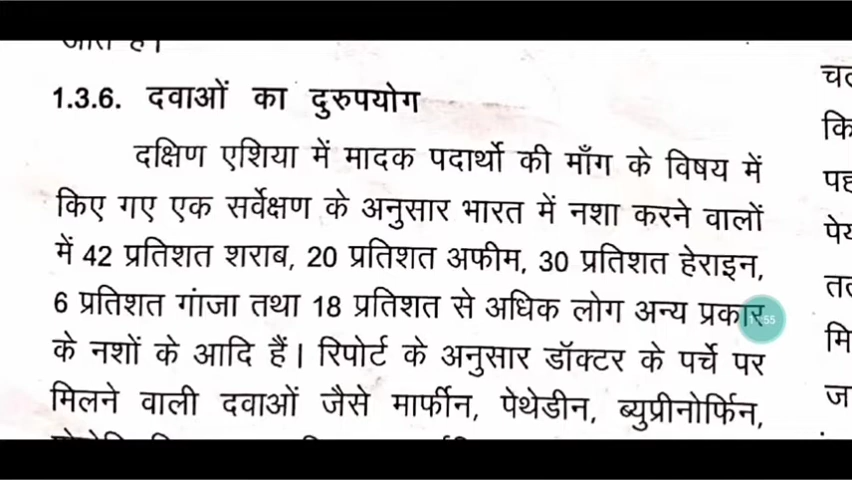 1.3.6. दवाओं का दुरुपयोग
दक्षिण एशिया में मादक पदार्थो की माँग के विषय में
किए गए एक सर्वेक्षण के अनुसार भारत में नशा करने वालों
में 42 प्रतिशत शराब, 20 प्रतिशत अफीम, 30 प्रतिशत हेराइन,
6 प्रतिशत गांजा तथा 18 प्रतिशत से अधिक लोग अन्य प्रकार
के नशों के आदि हैं। रिपोर्ट के अनुसार डॉक्टर के पर्चे पर
मिलने वाली दवाओं जैसे मार्फीन, पेथेडीन, ब्युप्रीनोर्फिन,